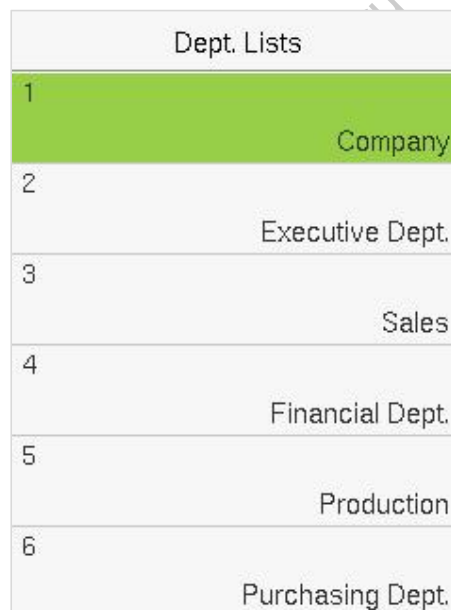 Dept. Lists
1
Company
2
Executive Dept.
3
Sales
4
Financial Dept.
5
Production
6
Purchasing Dept.